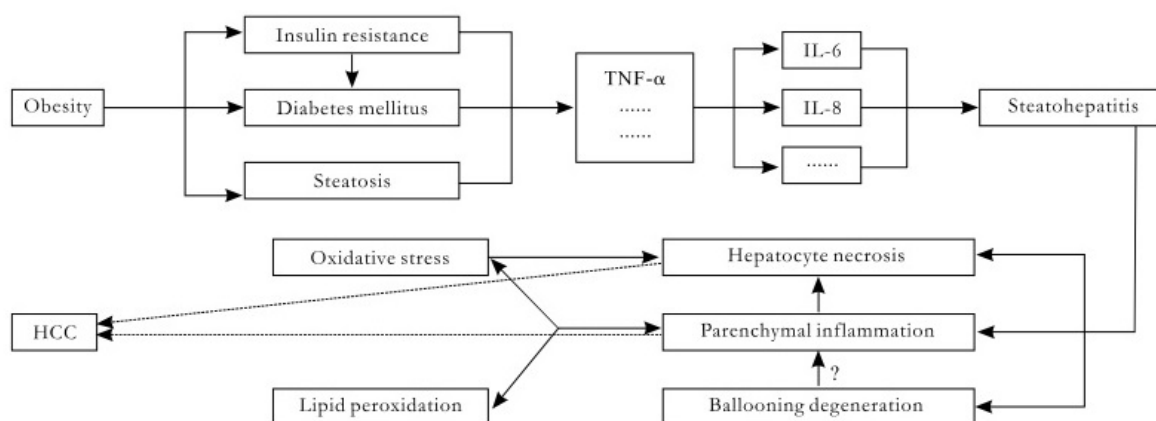 Insulin resistance
IL-6
TNF-α
Obesity
Diabetes mellitus
......
IL-8
Steatohepatitis
......
Steatosis
......
Oxidative stress
Hepatocyte necrosis
HCC
Parenchymal inflammation
?
Lipid peroxidation
Ballooning degeneration